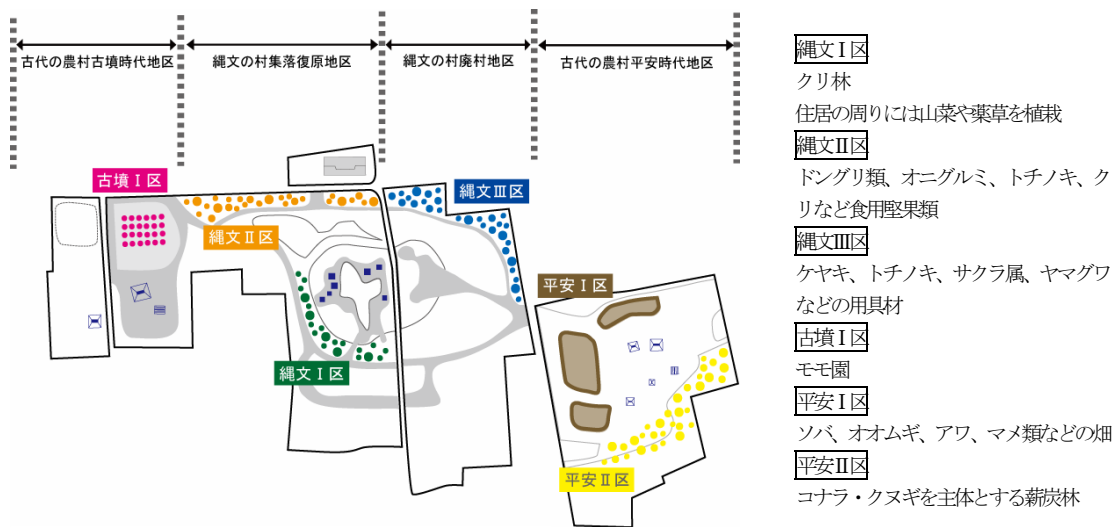 古代の農村古墳時代地区
縄文の村集落復原地区
縄文の村廃村地区
古代の農村平安時代地区
古墳Ⅰ区
縄文Ⅱ区
縄文Ⅲ区
縄文Ⅰ区
平安Ⅰ区
平安Ⅱ区
縄文Ⅰ区
クリ林
住居の周りには山菜や薬草を植栽
縄文Ⅱ区
ドングリ類、オニグルミ、トチノキ、ク
リなど食用堅果類
縄文Ⅲ区
ケヤキ、トチノキ、サクラ属、ヤマグワ
などの用具材
古墳Ⅰ区
モモ園
平安Ⅰ区
ソバ、オオムギ、アワ、マメ類などの畑
平安Ⅱ区
コナラ・クヌギを主体とする薪炭林